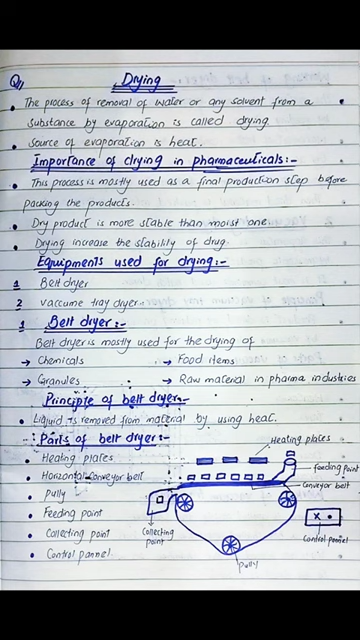 Q11
Drying
• The process of removal of water or any solvent from a
substance by evaporation is called drying
• Source of evaporation is heat.
Importance of drying in pharmaceuticals:-
• This process is mostly used as a final production step before
packing the products.
• Dry product is more stable than moist one
• Drying increase the stability of drug.
Equipments used for drying:-
1 Belt dryer
2 vaccume tray dryer
1 Belt dryer:-
Belt dryer is mostly used for the drying of
→ Chemicals → Food items
→ Granules → Raw material in pharma industries
Principle of belt dryer:-
• Liquid is removed from material by using heat.
Parts of belt dryer:-
• Heating plates
• Horizontal Conveyor belt
• pully
• Feeding point
• Collecting point
• Control pannel
Heating plates
feeding point
Conveyor belt
Collecting
point
X •
Control pannel
pully